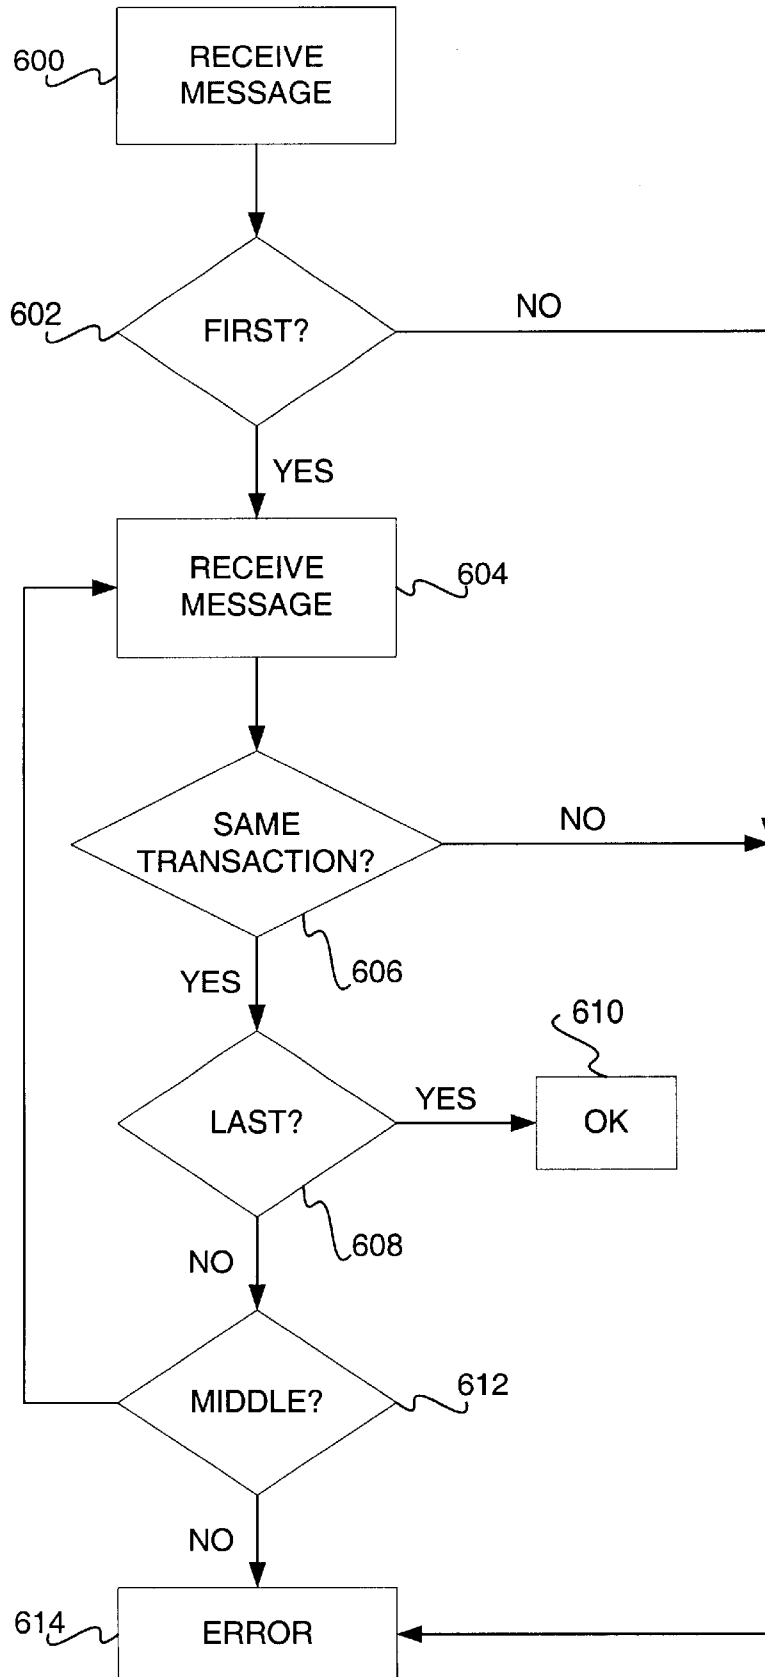 600
RECEIVE
MESSAGE
602
FIRST?
NO
YES
RECEIVE
MESSAGE
604
SAME
TRANSACTION?
NO
606
YES
610
LAST?
YES
OK
608
NO
MIDDLE?
612
NO
614
ERROR